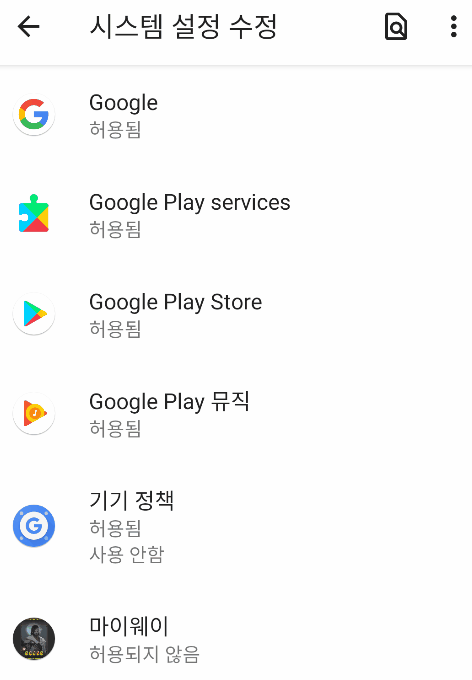 시스템 설정 수정
Google
허용됨
Google Play services
허용됨
Google Play Store
허용됨
Google Play 뮤직
허용됨
기기 정책
허용됨
사용 안함
마이웨이
허용되지 않음